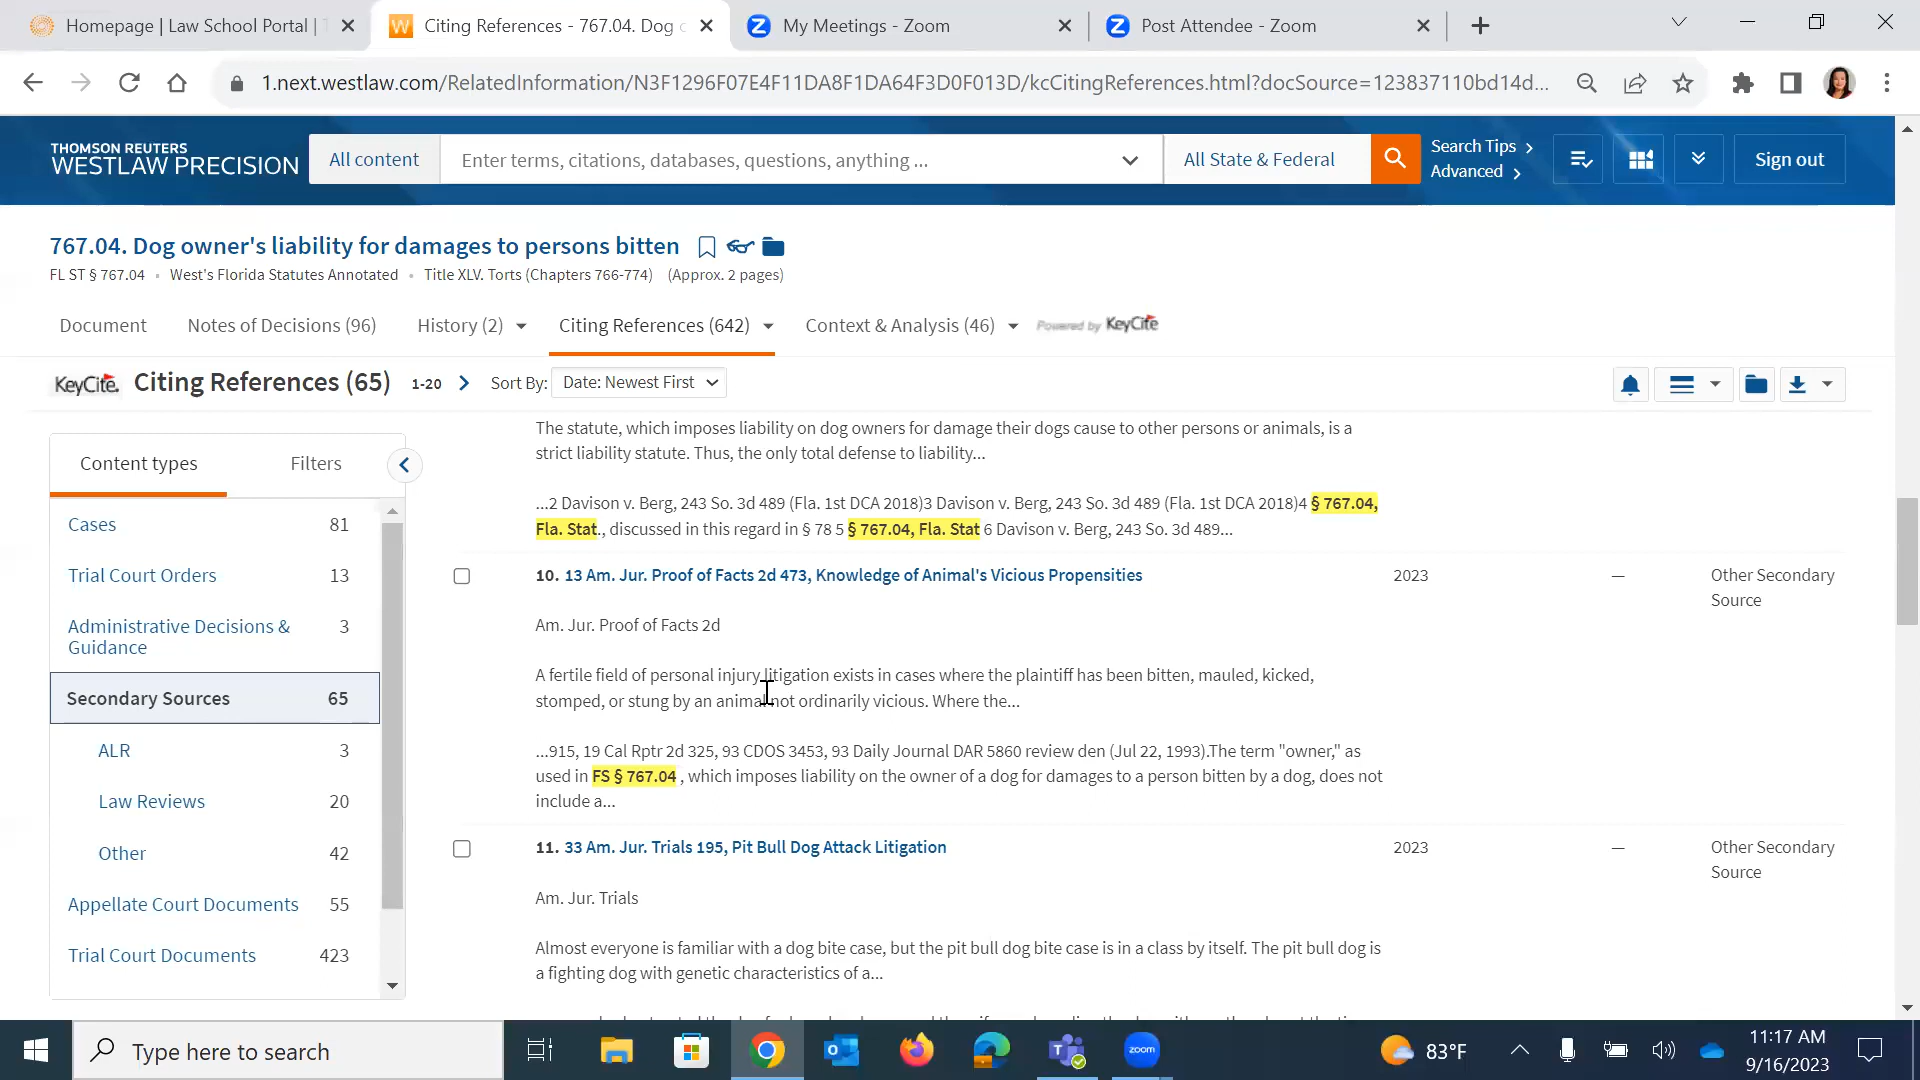 Homepage | Law School Portal | T
Citing References - 767.04. Dog o
My Meetings - Zoom
Post Attendee - Zoom
1.next.westlaw.com/RelatedInformation/N3F1296F07E4F11DA8F1DA64F3D0F013D/kcCitingReferences.html?docSource=123837110bd14d...
THOMSON REUTERS
WESTLAW PRECISION
All content
Enter terms, citations, databases, questions, anything ...
All State & Federal
Search Tips
Advanced
Sign out
767.04. Dog owner's liability for damages to persons bitten
FL ST § 767.04 • West's Florida Statutes Annotated • Title XLV. Torts (Chapters 766-774) (Approx. 2 pages)
Document Notes of Decisions (96) History (2) Citing References (642) Context & Analysis (46) Powered by KeyCite
KeyCite. Citing References (65) 1-20 Sort By: Date: Newest First
Content types Filters
Cases 81
Trial Court Orders 13
Administrative Decisions & 3
Guidance
Secondary Sources 65
ALR 3
Law Reviews 20
Other 42
Appellate Court Documents 55
Trial Court Documents 423
The statute, which imposes liability on dog owners for damage their dogs cause to other persons or animals, is a
strict liability statute. Thus, the only total defense to liability...
...2 Davison v. Berg, 243 So. 3d 489 (Fla. 1st DCA 2018)3 Davison v. Berg, 243 So. 3d 489 (Fla. 1st DCA 2018)4 § 767.04,
Fla. Stat., discussed in this regard in § 78 5 § 767.04, Fla. Stat 6 Davison v. Berg, 243 So. 3d 489...
10. 13 Am. Jur. Proof of Facts 2d 473, Knowledge of Animal's Vicious Propensities 2023 — Other Secondary
Source
Am. Jur. Proof of Facts 2d
A fertile field of personal injury litigation exists in cases where the plaintiff has been bitten, mauled, kicked,
stomped, or stung by an animal not ordinarily vicious. Where the...
...915, 19 Cal Rptr 2d 325, 93 CDOS 3453, 93 Daily Journal DAR 5860 review den (Jul 22, 1993).The term "owner," as
used in FS § 767.04 , which imposes liability on the owner of a dog for damages to a person bitten by a dog, does not
include a...
11. 33 Am. Jur. Trials 195, Pit Bull Dog Attack Litigation 2023 — Other Secondary
Source
Am. Jur. Trials
Almost everyone is familiar with a dog bite case, but the pit bull dog bite case is in a class by itself. The pit bull dog is
a fighting dog with genetic characteristics of a...
Type here to search
zoom
83°F
11:17 AM
9/16/2023